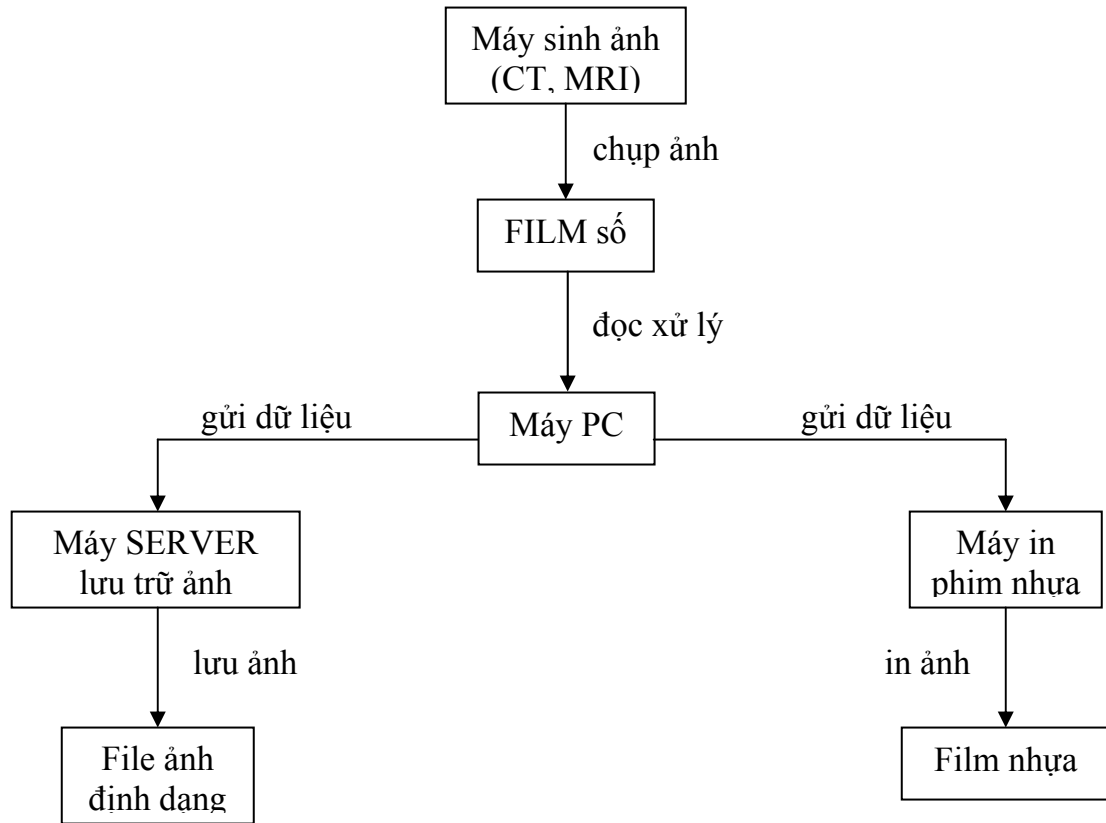 Máy sinh ảnh
(CT, MRI)
chụp ảnh
FILM số
đọc xử lý
gửi dữ liệu
Máy PC
gửi dữ liệu
Máy SERVER
lưu trữ ảnh
Máy in
phim nhựa
lưu ảnh
in ảnh
File ảnh
định dạng
Film nhựa